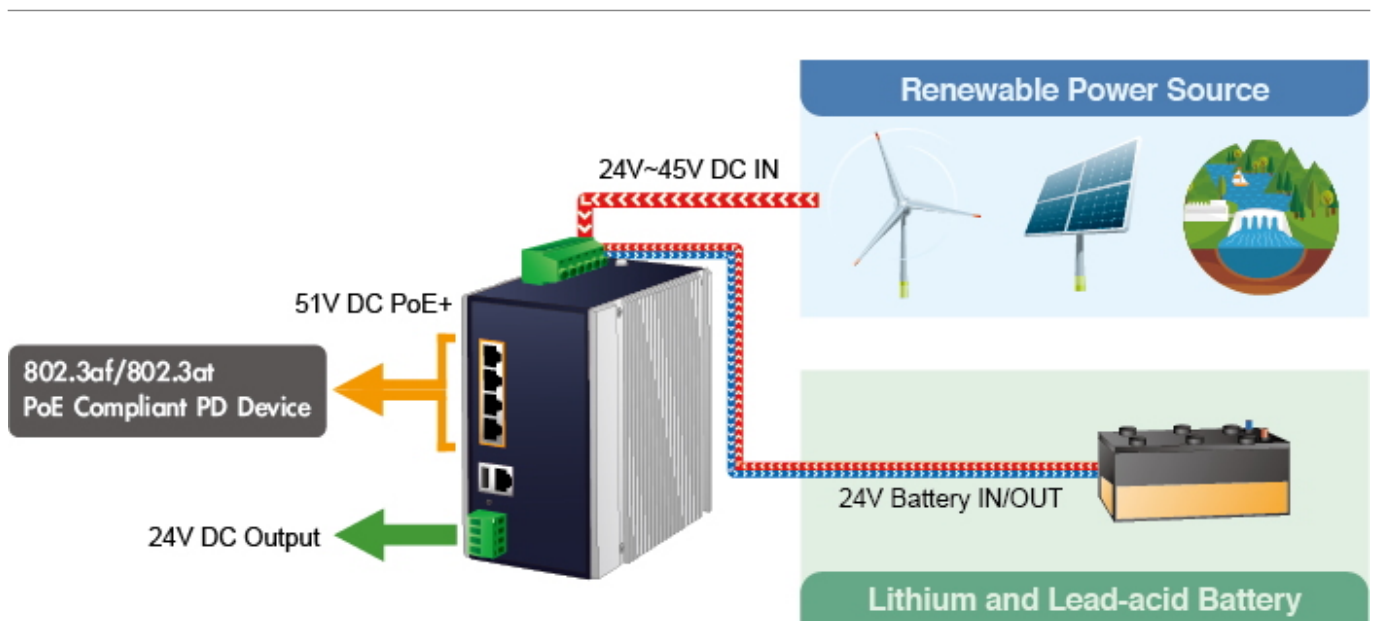 Renewable Power Source
24V~45V DC IN
51V DC PoE+
802.3af/802.3at
PoE Compliant PD Device
24V Battery IN/OUT
24V DC Output
Lithium and Lead-acid Battery